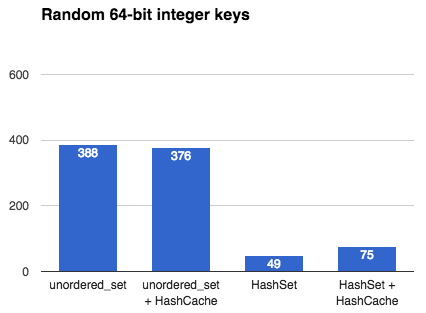 Random 64-bit integer keys
600
400
200
0
388
376
49
75
unordered_set
unordered_set
+ HashCache
HashSet
HashSet +
HashCache